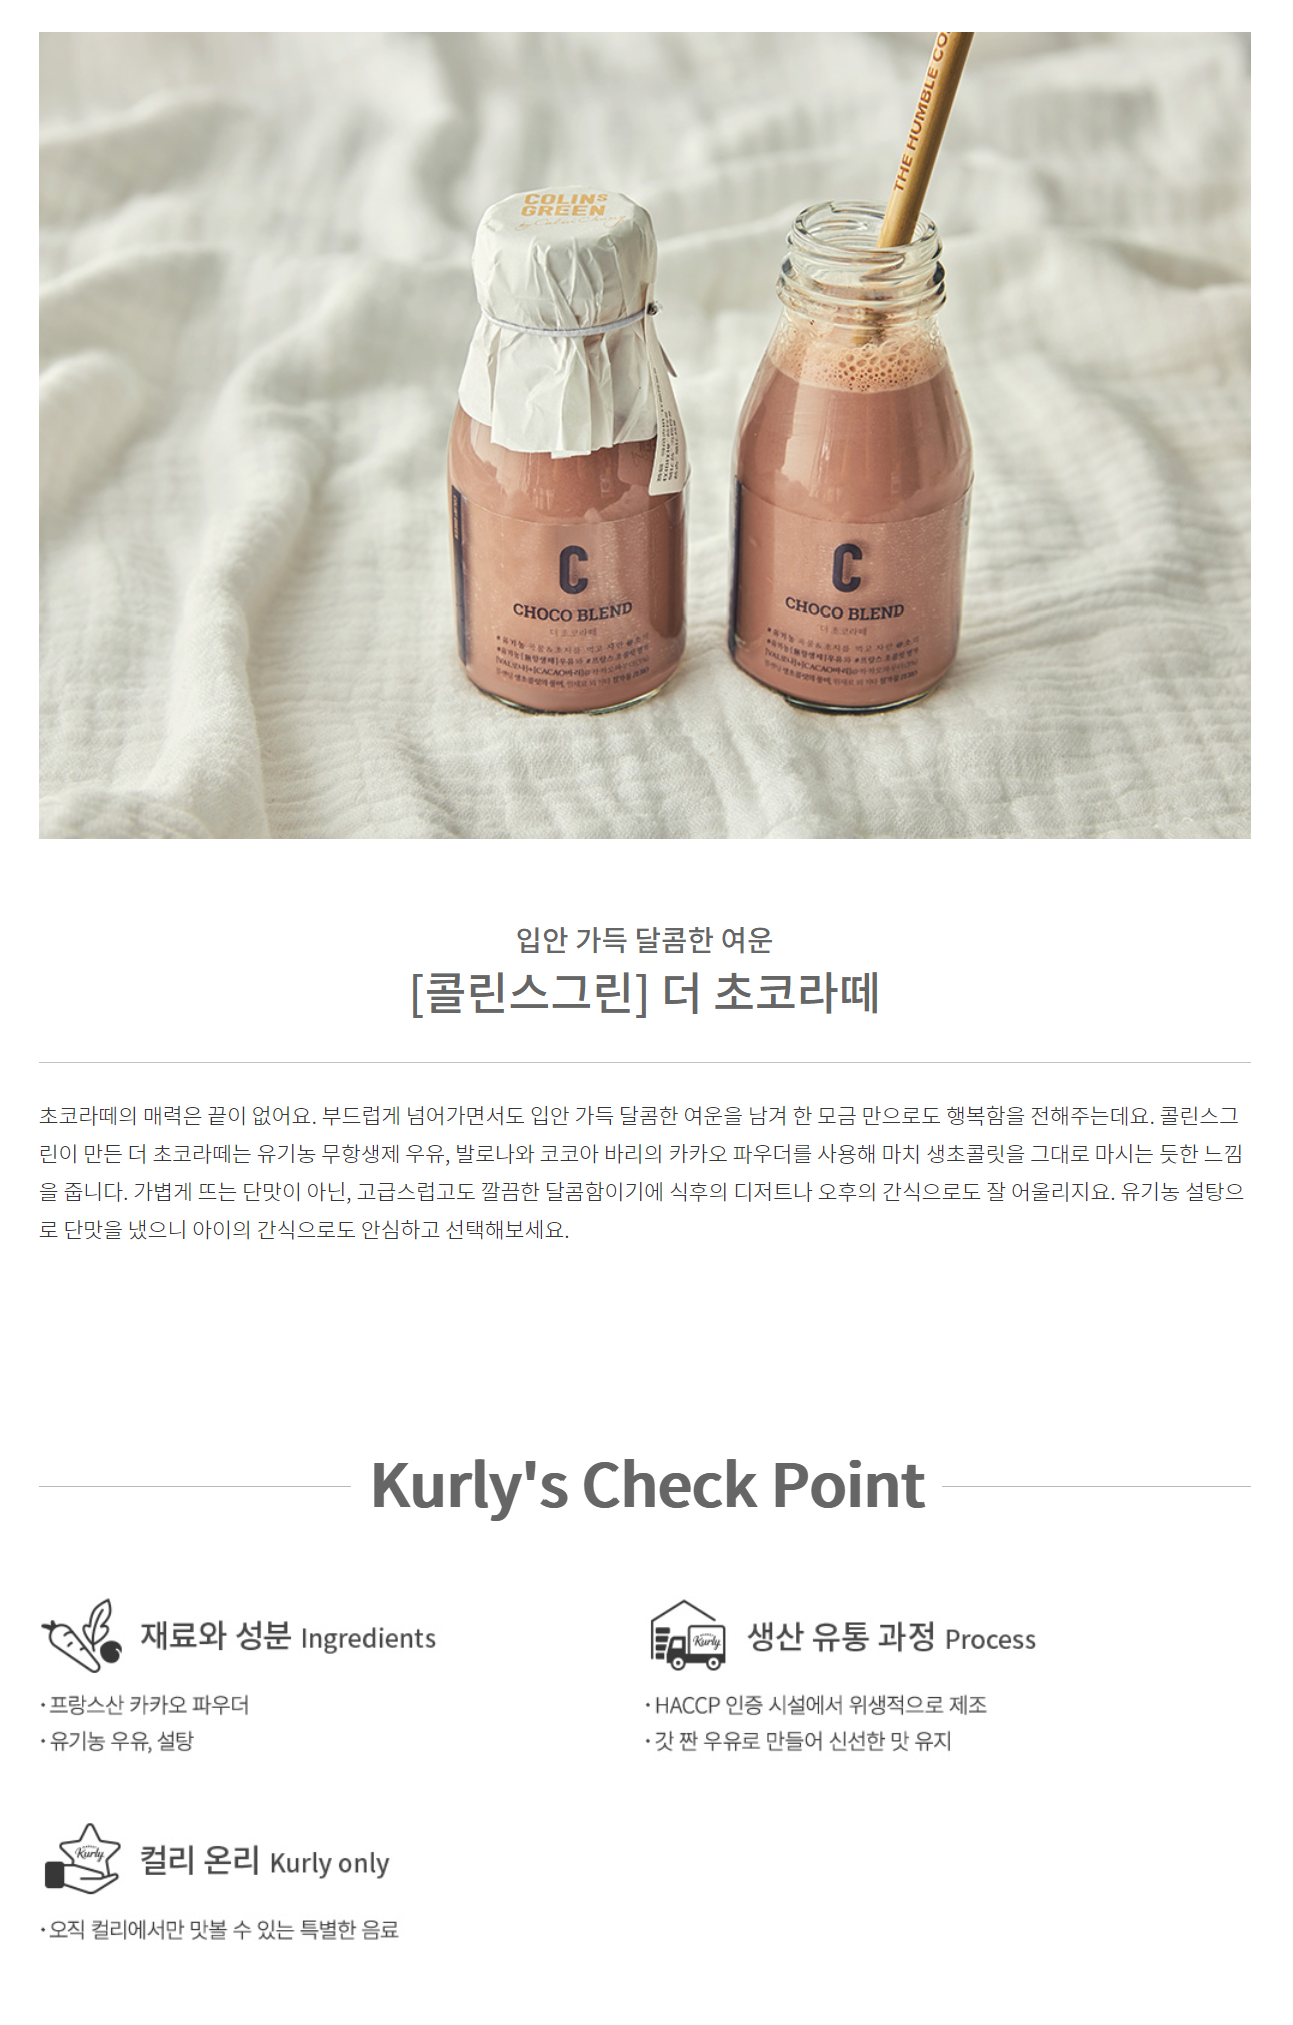 THE HUMBLE CO
COLINS
GREEN
By Colin Chung
C
CHOCO BLEND
더 초코라떼
C
CHOCO BLEND
더 초코라떼
입안 가득 달콤한 여운
[콜린스그린] 더 초코라떼
초코라떼의 매력은 끝이 없어요. 부드럽게 넘어가면서도 입안 가득 달콤한 여운을 남겨 한 모금 만으로도 행복함을 전해주는데요. 콜린스그
린이 만든 더 초코라떼는 유기농 무항생제 우유, 발로나와 코코아 바리의 카카오 파우더를 사용해 마치 생초콜릿을 그대로 마시는 듯한 느낌
을 줍니다. 가볍게 뜨는 단맛이 아닌, 고급스럽고도 깔끔한 달콤함이기에 식후의 디저트나 오후의 간식으로도 잘 어울리지요. 유기농 설탕으
로 단맛을 냈으니 아이의 간식으로도 안심하고 선택해보세요.
Kurly's Check Point
재료와 성분 Ingredients
· 프랑스산 카카오 파우더
· 유기농 우유, 설탕
Kurly
생산 유통 과정 Process
· HACCP 인증 시설에서 위생적으로 제조
· 갓 짠 우유로 만들어 신선한 맛 유지
Kurly
컬리 온리 Kurly only
· 오직 컬리에서만 맛볼 수 있는 특별한 음료